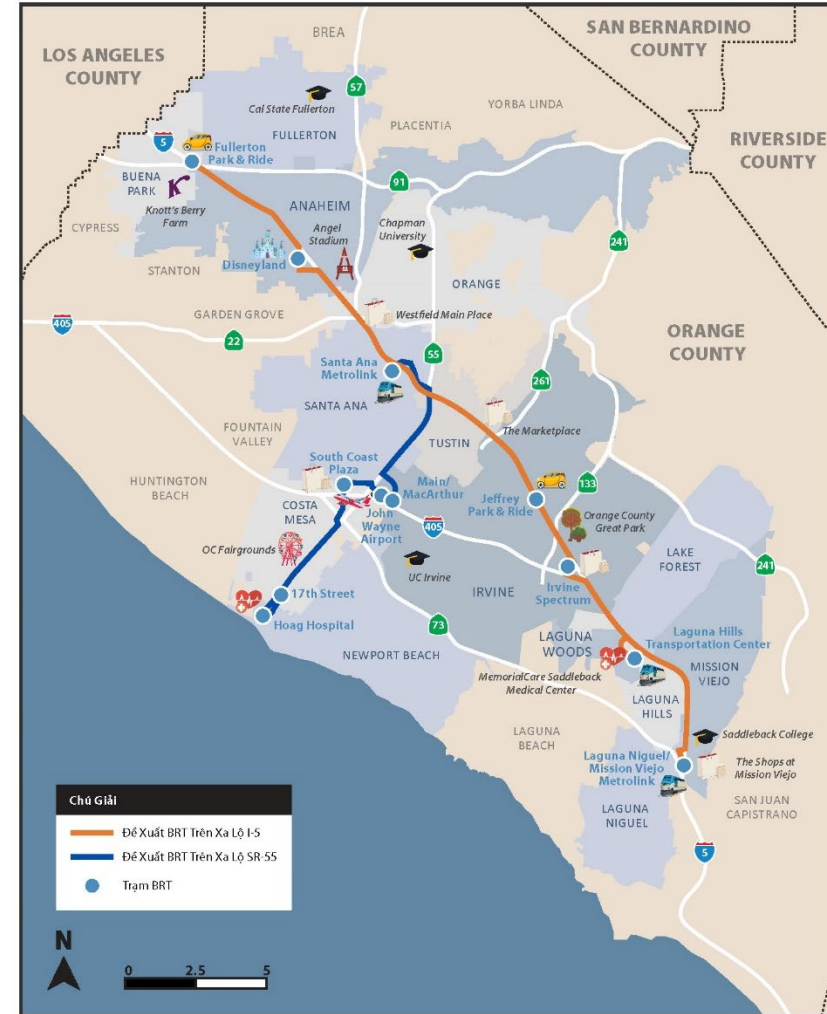 BREA
SAN BERNARDINO
COUNTY
LOS ANGELES
COUNTY
57
Cal State Fullerton
YORBA LINDA
FULLERTON
PLACENTIA
RIVERSIDE
COUNTY
5
Fullerton
Park & Ride
BUENA
PARK
91
K
Knott's Berry
Farm
ANAHEIM
Angel
Stadium
Chapman
University
CYPRESS
241
Disneyland
STANTON
ORANGE
GARDEN GROVE
Westfield Main Place
405
22
55
ORANGE
COUNTY
Santa Ana
Metrolink
261
SANTA ANA
FOUNTAIN
VALLEY
TUSTIN
The Marketplace
South Coast
Plaza
Main/
MacArthur
HUNTINGTON
BEACH
133
Jeffrey
Park & Ride
COSTA
MESA
John
Wayne
Airport
405
Orange County
Great Park
OC Fairgrounds
LAKE
FOREST
241
UC Irvine
Irvine
Spectrum
IRVINE
17th Street
Hoag Hospital
73
LAGUNA
WOODS
Laguna Hills
Transportation Center
NEWPORT BEACH
MISSION
VIEJO
MemorialCare Saddleback
Medical Center
LAGUNA
HILLS
LAGUNA
BEACH
Saddleback College
Laguna Niguel/
Mission Viejo
Metrolink
The Shops at
Mission Viejo
SAN JUAN
CAPISTRANO
LAGUNA
NIGUEL
5
Chú Giải
Đề Xuất BRT Trên Xa Lộ I-5
Đề Xuất BRT Trên Xa Lộ SR-55
Trạm BRT
N
0 2.5 5